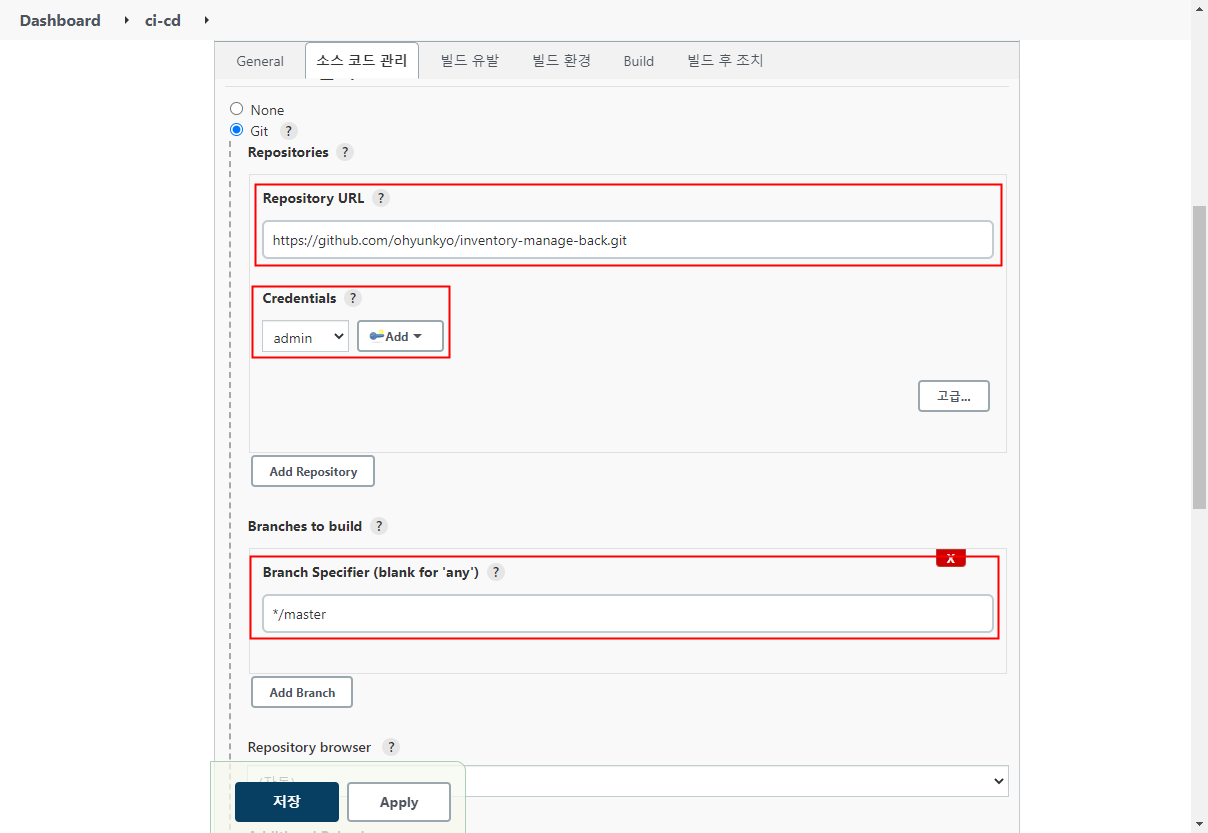 Dashboard ci-cd
General 소스 코드 관리 빌드 유발 빌드 환경 Build 빌드 후 조치
None
Git ?
Repositories ?
Repository URL ?
https://github.com/ohyunkyo/inventory-manage-back.git
Credentials ?
admin Add
고급...
Add Repository
Branches to build ?
X
Branch Specifier (blank for 'any') ?
*/master
Add Branch
Repository browser ?
(자동)
저장 Apply